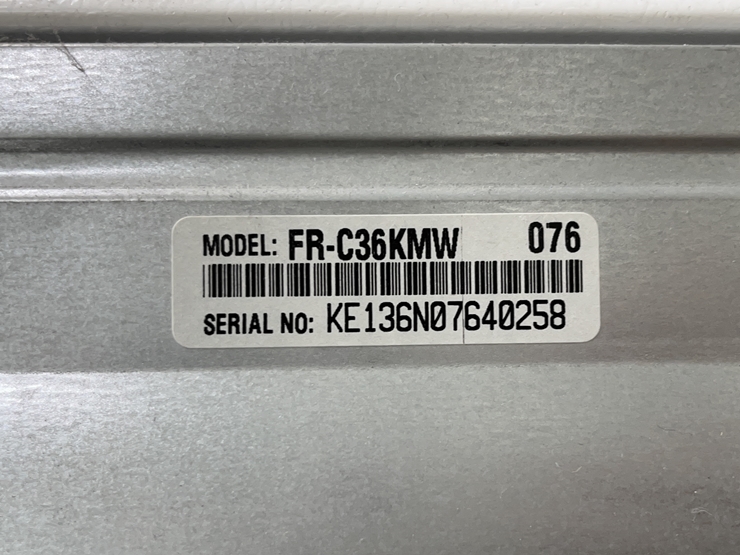 MODEL: FR-C36KMW 076
SERIAL NO: KE136N07640258